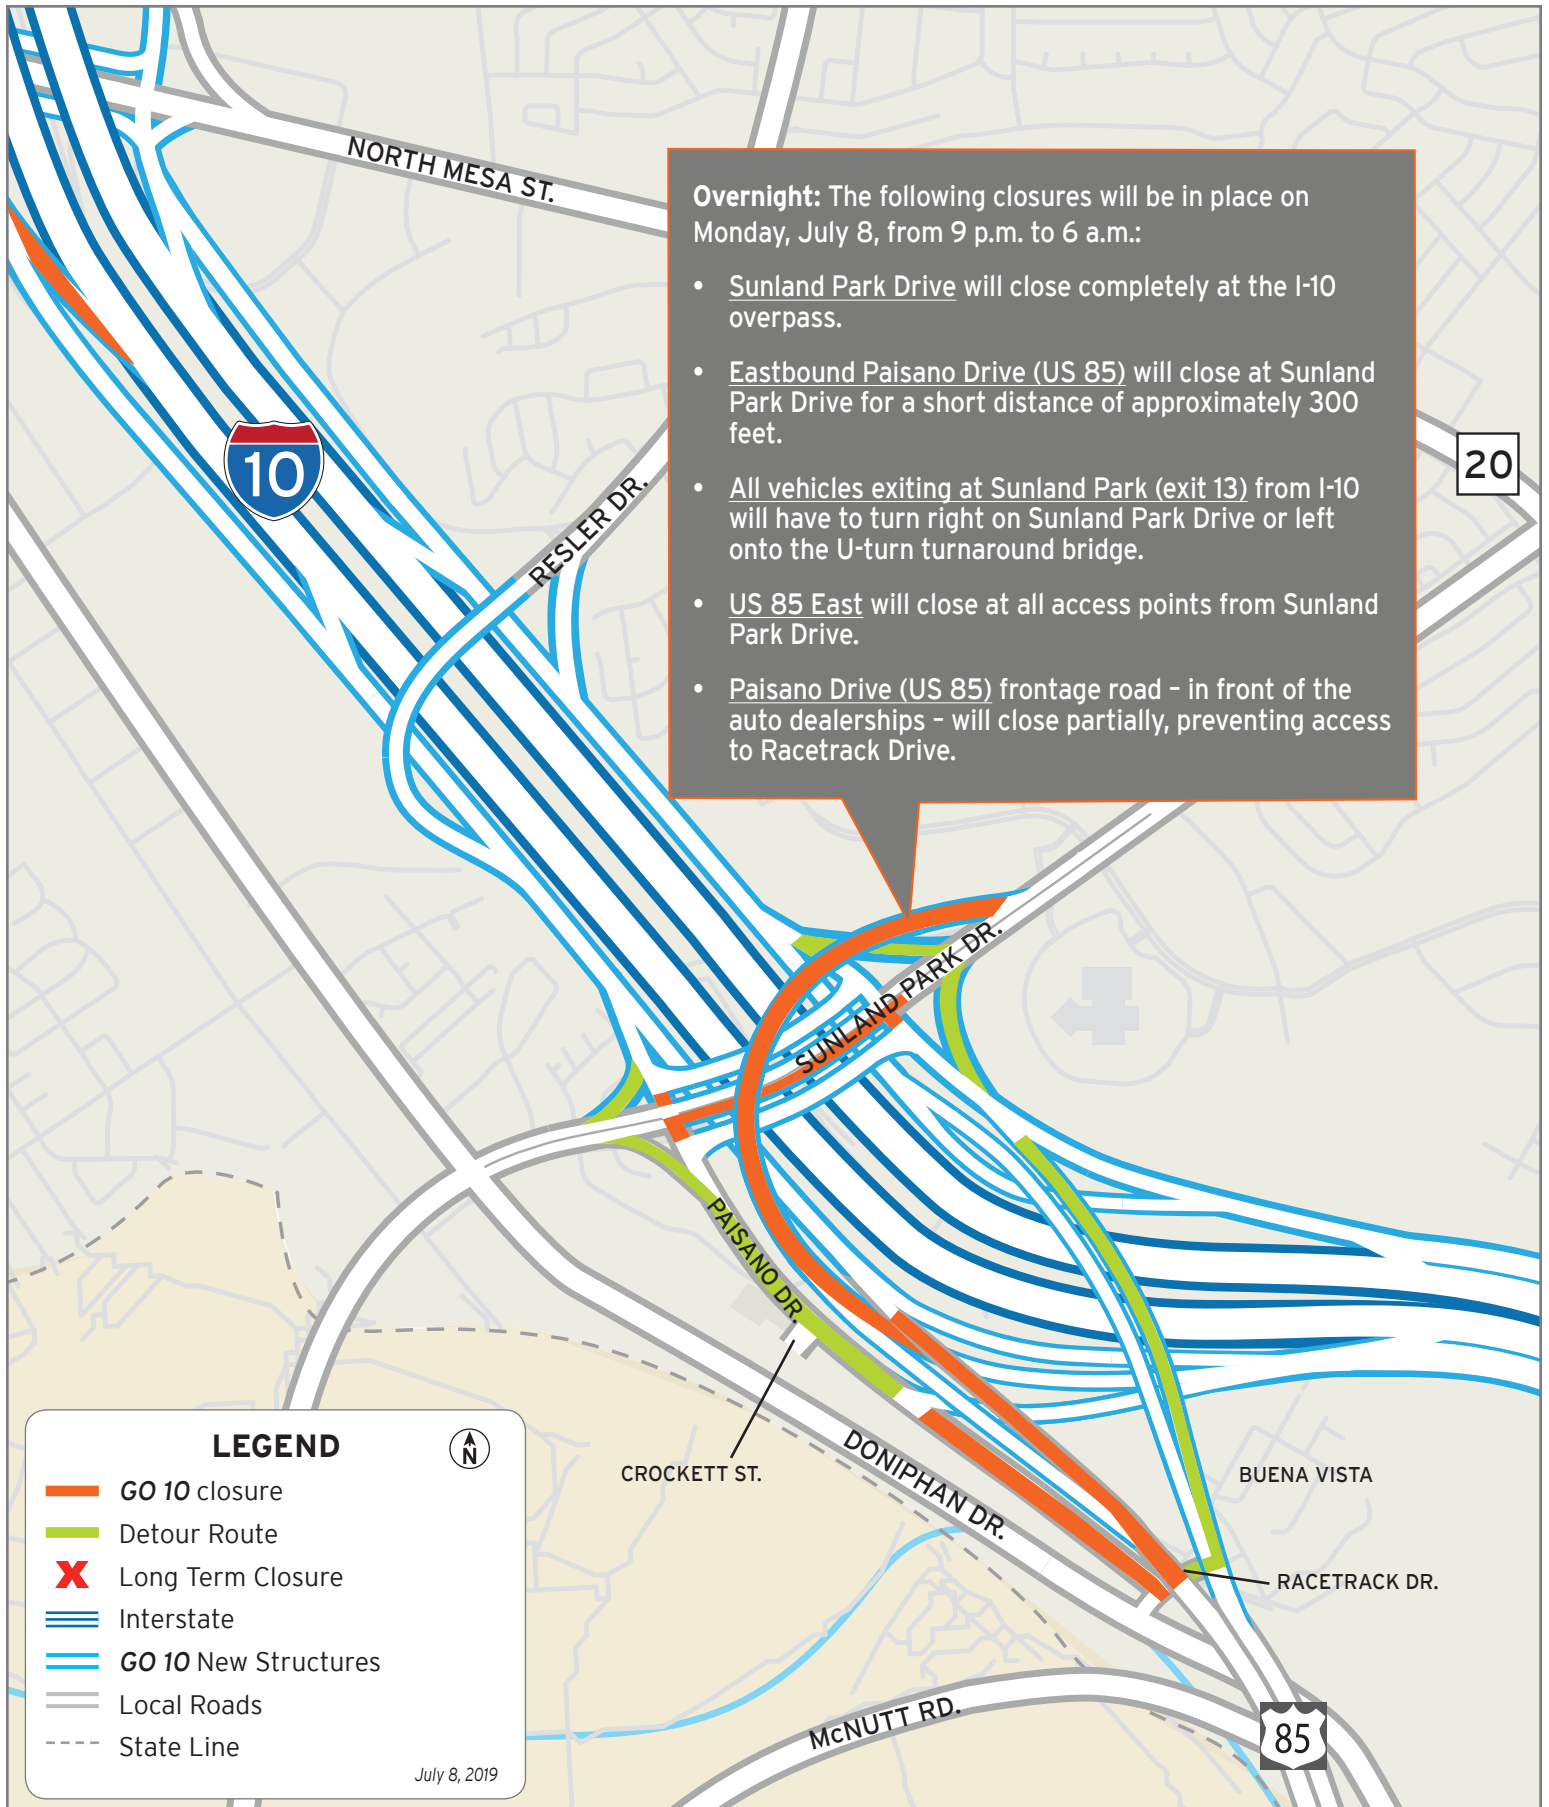 NORTH MESA ST.
Overnight: The following closures will be in place on
Monday, July 8, from 9 p.m. to 6 a.m.:
• Sunland Park Drive will close completely at the I-10
overpass.
• Eastbound Paisano Drive (US 85) will close at Sunland
Park Drive for a short distance of approximately 300
feet.
• All vehicles exiting at Sunland Park (exit 13) from I-10
will have to turn right on Sunland Park Drive or left
onto the U-turn turnaround bridge.
• US 85 East will close at all access points from Sunland
Park Drive.
• Paisano Drive (US 85) frontage road – in front of the
auto dealerships – will close partially, preventing access
to Racetrack Drive.
10
20
RESLER DR.
SUNLAND PARK DR.
PAISANO DR.
CROCKETT ST.
DONIPHAN DR.
BUENA VISTA
RACETRACK DR.
McNUTT RD.
85
LEGEND
N
GO 10 closure
Detour Route
X Long Term Closure
Interstate
GO 10 New Structures
Local Roads
State Line
July 8, 2019